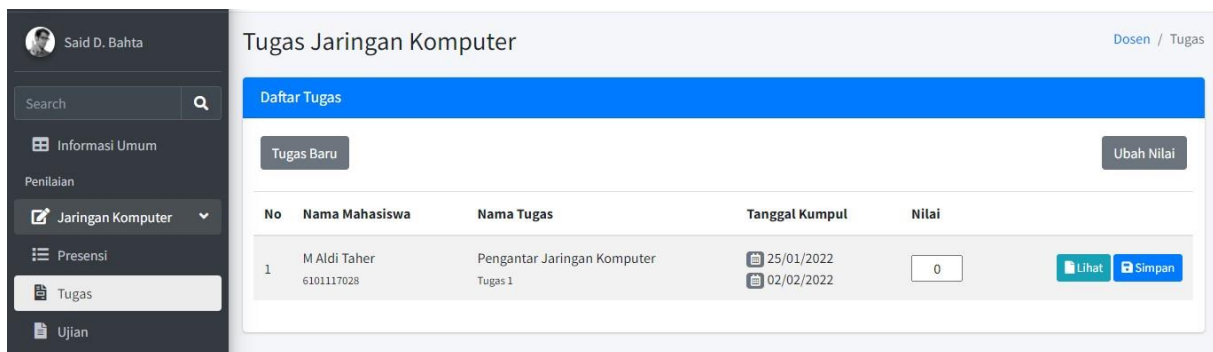 Said D. Bahta
Search
Informasi Umum
Penilaian
Jaringan Komputer
Presensi
Tugas
Ujian
Tugas Jaringan Komputer
Dosen / Tugas
Daftar Tugas
Tugas Baru
Ubah Nilai
No Nama Mahasiswa Nama Tugas Tanggal Kumpul Nilai
1 M Aldi Taher Pengantar Jaringan Komputer 25/01/2022 0 Lihat Simpan
6101117028 Tugas 1 02/02/2022